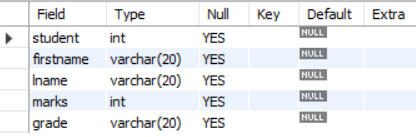 Field Type Null Key Default Extra
student int YES NULL
firstname varchar(20) YES NULL
lname varchar(20) YES NULL
marks int YES NULL
grade varchar(20) YES NULL